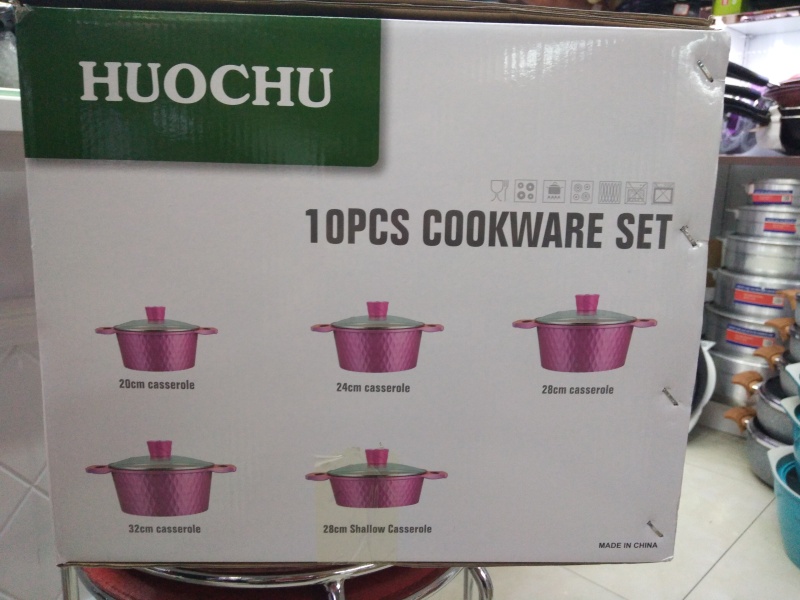 HUOCHU
10PCS COOKWARE SET
20cm casserole
24cm casserole
28cm casserole
32cm casserole
28cm Shallow Casserole
MADE IN CHINA